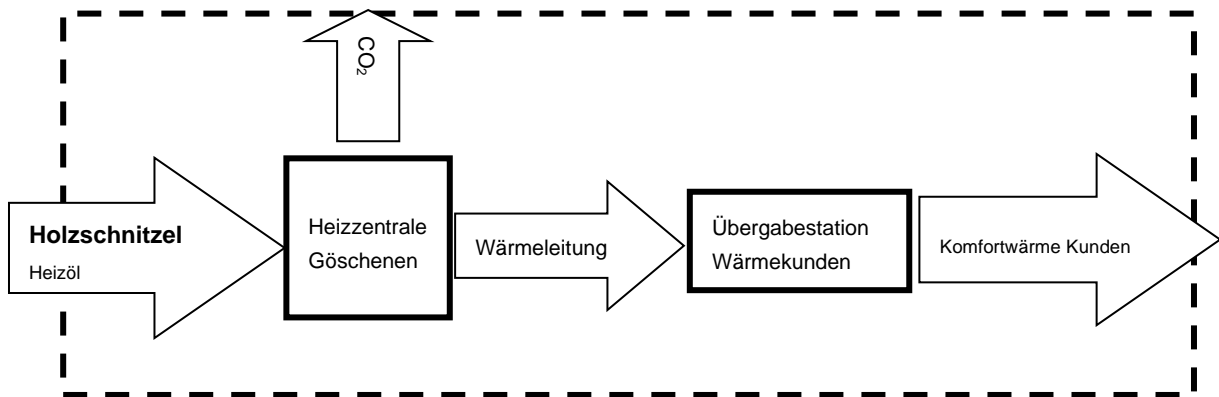 CO₂
Holzschnitzel
Heizöl
Heizzentrale
Göschenen
Wärmeleitung
Übergabestation
Wärmekunden
Komfortwärme Kunden